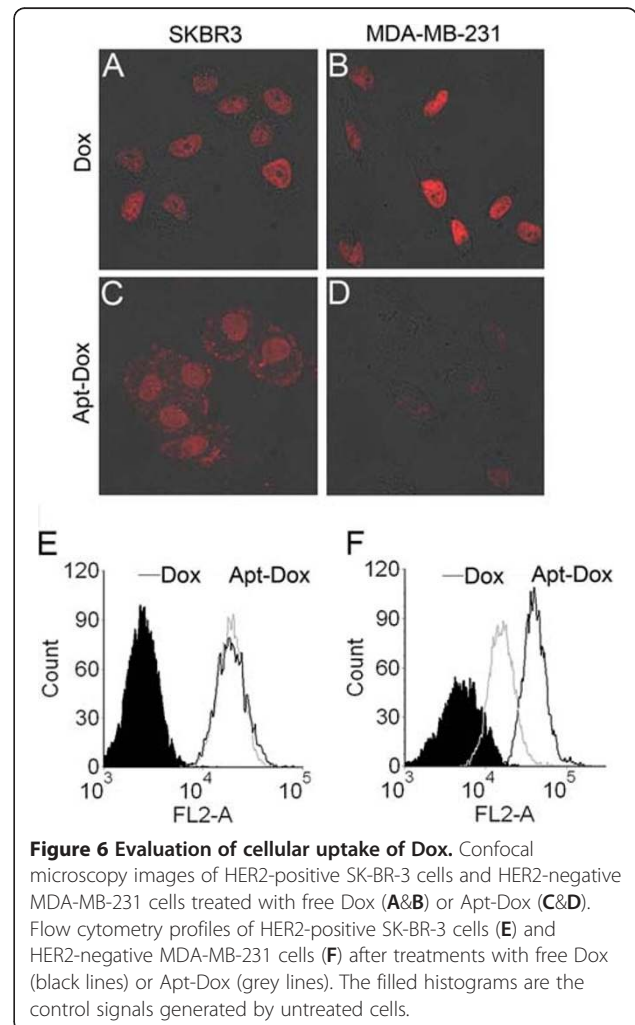 SKBR3 MDA-MB-231
A B
Dox
C D
Apt-Dox
E F
Dox Apt-Dox Dox Apt-Dox
120 120
90 90
60 60
30 30
0 0
Count Count
10³ 10⁴ 10⁵ 10³ 10⁴ 10⁵
FL2-A FL2-A
Figure 6 Evaluation of cellular uptake of Dox. Confocal
microscopy images of HER2-positive SK-BR-3 cells and HER2-negative
MDA-MB-231 cells treated with free Dox (A&B) or Apt-Dox (C&D).
Flow cytometry profiles of HER2-positive SK-BR-3 cells (E) and
HER2-negative MDA-MB-231 cells (F) after treatments with free Dox
(black lines) or Apt-Dox (grey lines). The filled histograms are the
control signals generated by untreated cells.